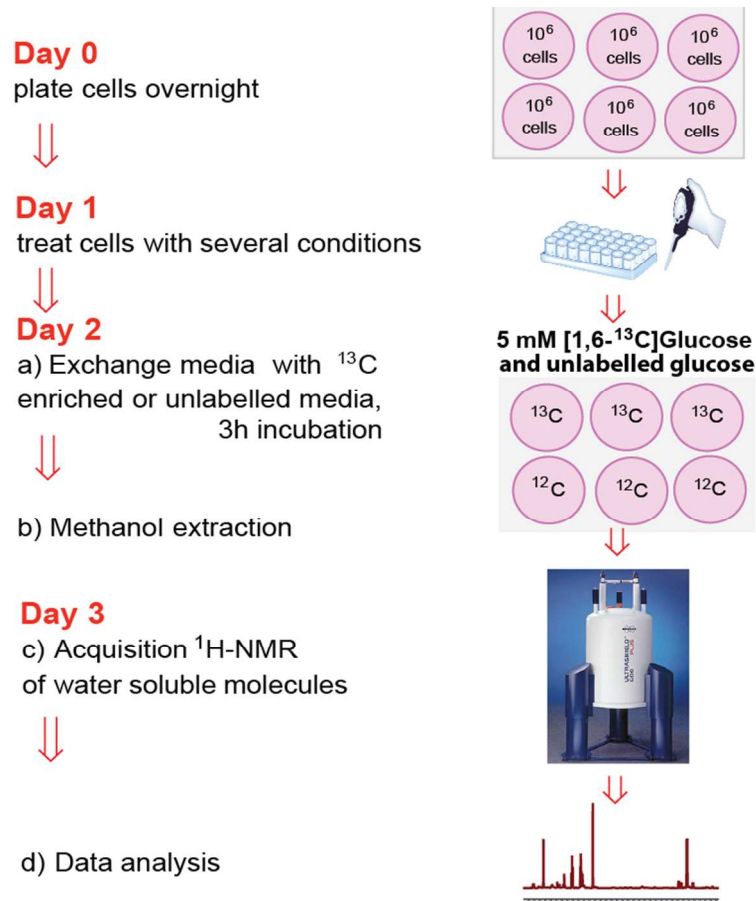 Day 0
plate cells overnight
10⁶
cells
10⁶
cells
10⁶
cells
10⁶
cells
10⁶
cells
10⁶
cells
Day 1
treat cells with several conditions
Day 2
a) Exchange media with ¹³C
enriched or unlabelled media,
3h incubation
5 mM [1,6-¹³C]Glucose
and unlabelled glucose
¹³C
¹³C
¹³C
¹²C
¹²C
¹²C
b) Methanol extraction
Day 3
c) Acquisition ¹H-NMR
of water soluble molecules
ULTRASHIELD
PLUS
d) Data analysis